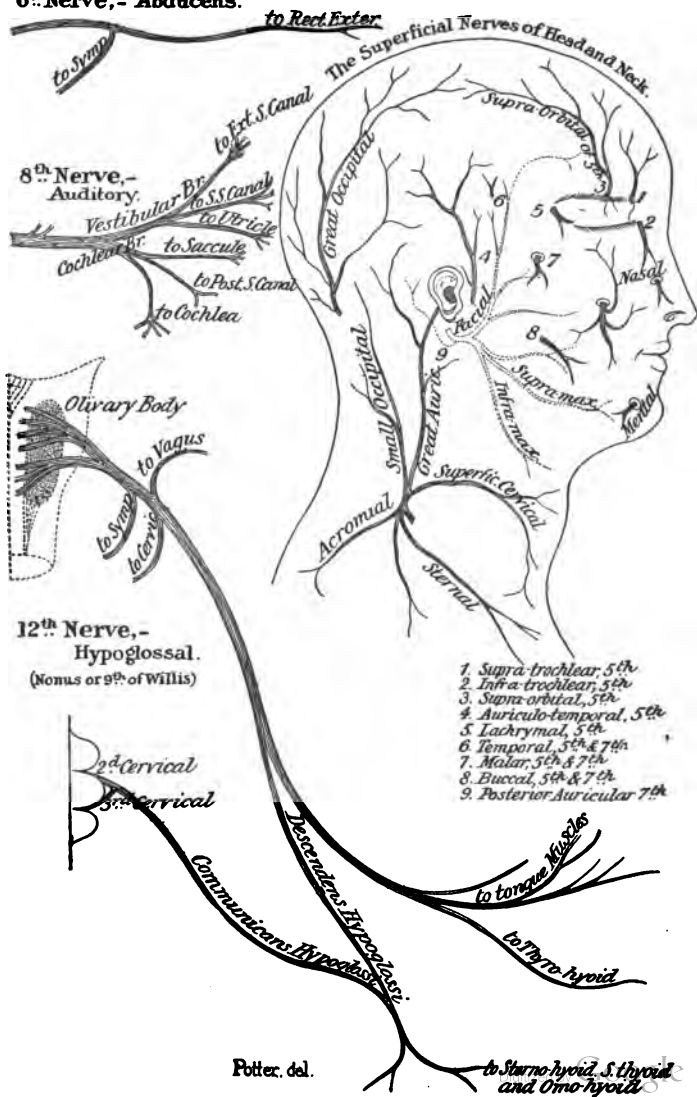 6th Nerve,- Abducens.
to Rect. Exter.
to Symp.
The Superficial Nerves of Head and Neck.
8th Nerve,-
Auditory.
Vestibular Br.
to Ext. S. Canal
to S.S. Canal
to Utricle
Cochlear Br.
to Saccule
to Post. S. Canal
to Cochlea
Great Occipital
Supra-Orbital of 5th
3
1
2
5
6
4
7
Nasal
Facial
9
8
Supra max.
Infra-max.
Mental
Small Occipital
Great Auric.
Superfic. Cervical
Acromial
Sternal
Olivary Body
to Vagus
to Symp.
to Cervic.
12th Nerve,-
Hypoglossal.
(Nonus or 9th of Willis)
1. Supra-trochlear, 5th
2. Infra-trochlear, 5th
3. Supra-orbital, 5th
4. Auriculo-temporal, 5th
5. Lachrymal, 5th
6. Temporal, 5th & 7th
7. Malar, 5th & 7th
8. Buccal, 5th & 7th
9. Posterior Auricular 7th
2d Cervical
3rd Cervical
Communicans Hypoglossi
Descendens Hypoglossi
to tongue Muscles
to Thyro-hyoid
Potter, del.
to Sterno-hyoid, S. thyoid
and Omo-hyoid
Google